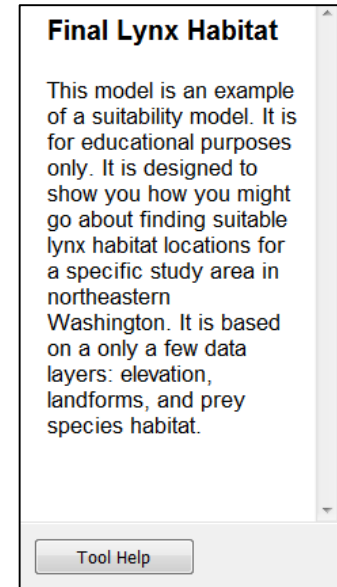 Final Lynx Habitat
This model is an example
of a suitability model. It is
for educational purposes
only. It is designed to
show you how you might
go about finding suitable
lynx habitat locations for
a specific study area in
northeastern
Washington. It is based
on a only a few data
layers: elevation,
landforms, and prey
species habitat.
Tool Help